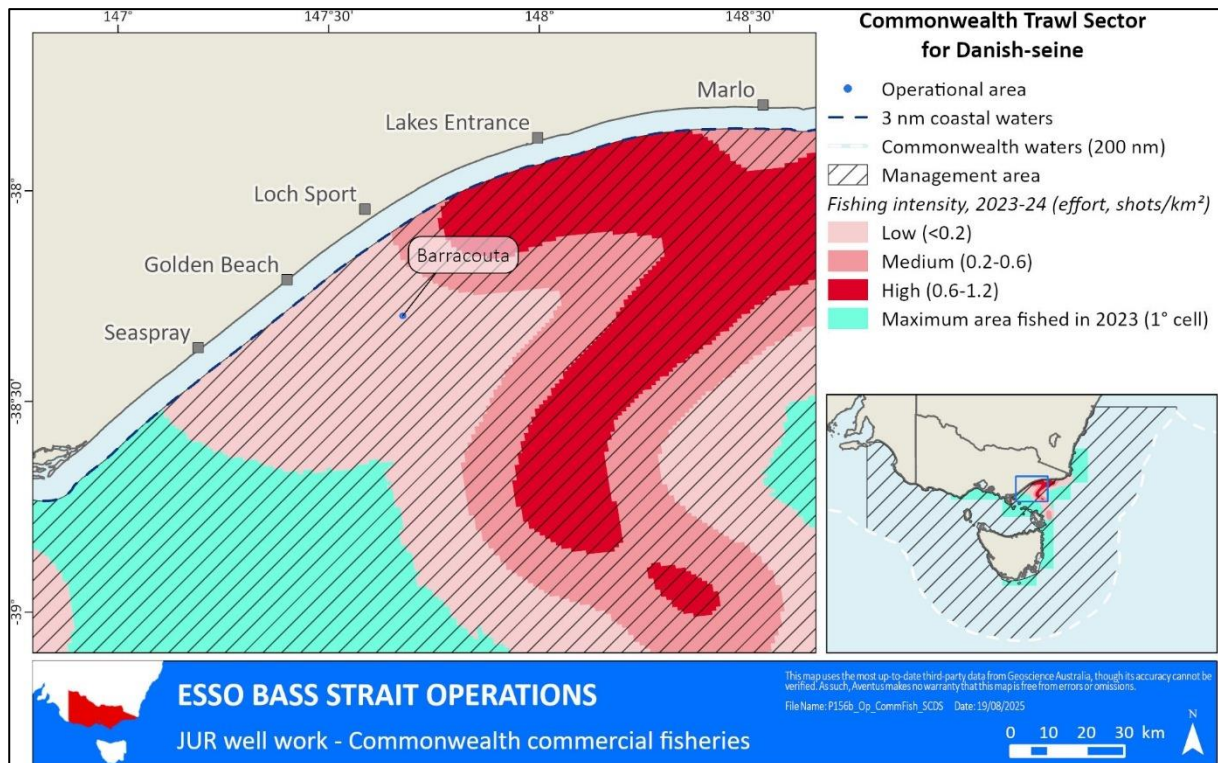 147°
147°30'
148°
148°30'
-38°
-38°30'
-39°
Marlo
Lakes Entrance
Loch Sport
Barracouta
Golden Beach
Seaspray
Commonwealth Trawl Sector
for Danish-seine
Operational area
3 nm coastal waters
Commonwealth waters (200 nm)
Management area
Fishing intensity, 2023-24 (effort, shots/km²)
Low (<0.2)
Medium (0.2-0.6)
High (0.6-1.2)
Maximum area fished in 2023 (1° cell)
ESSO BASS STRAIT OPERATIONS
JUR well work - Commonwealth commercial fisheries
This map uses the most up-to-date third-party data from Geoscience Australia, though its accuracy cannot be
verified. As such, Aventus makes no warranty that this map is free from errors or omissions.
File Name: P156b_Op_CommFish_SCDS Date: 19/08/2025
N
0 10 20 30 km